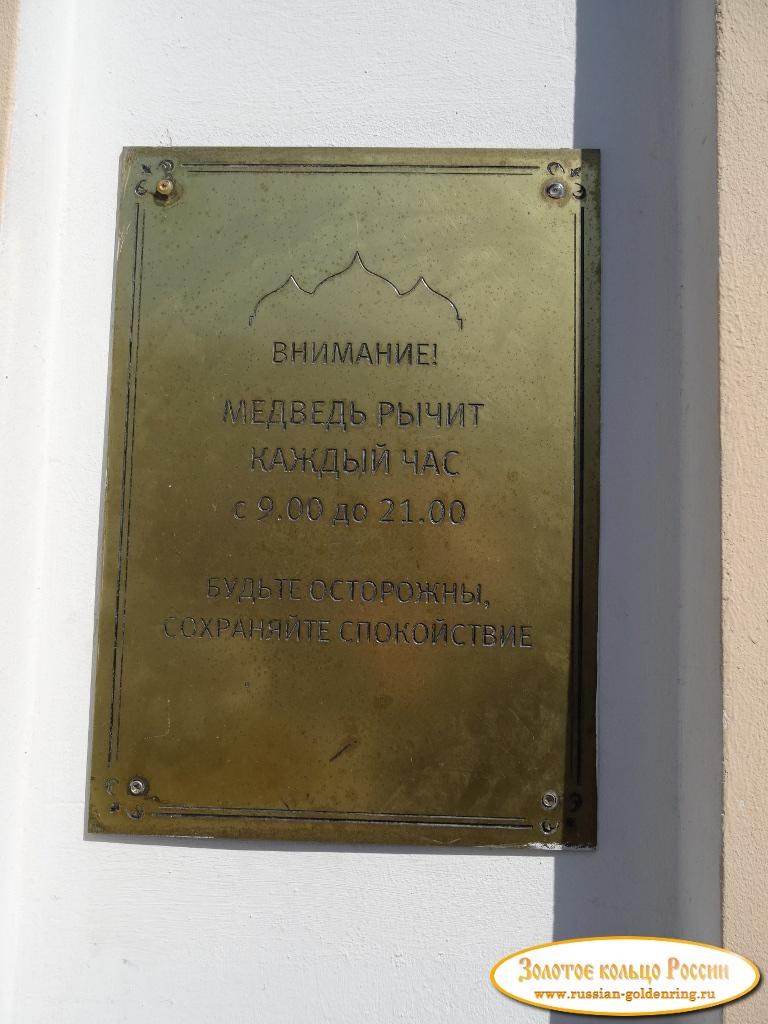 ВНИМАНИЕ!
МЕДВЕДЬ РЫЧИТ
КАЖДЫЙ ЧАС
с 9.00 до 21.00
БУДЬТЕ ОСТОРОЖНЫ,
СОХРАНЯЙТЕ СПОКОЙСТВИЕ
Золотое кольцо России
www.russian-goldenring.ru